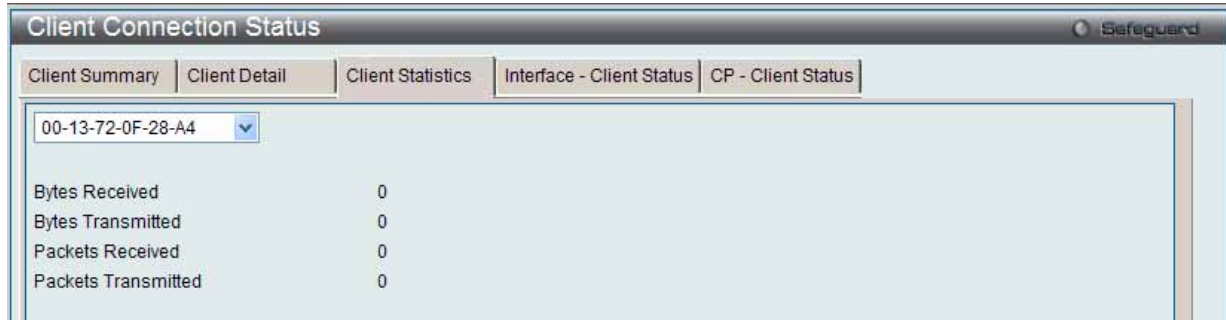 Client Connection Status
Safeguard
Client Summary Client Detail Client Statistics Interface - Client Status CP - Client Status
00-13-72-0F-28-A4
Bytes Received 0
Bytes Transmitted 0
Packets Received 0
Packets Transmitted 0